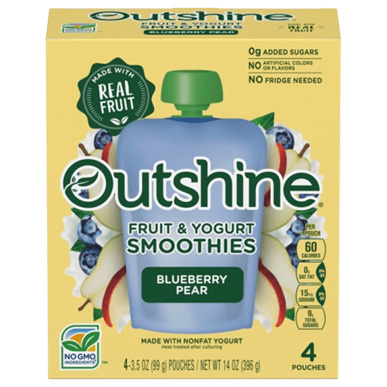 Outshine
FRUIT & YOGURT
SMOOTHIES
BLUEBERRY PEAR
MADE WITH
REAL
FRUIT
0g ADDED SUGARS
NO ARTIFICIAL COLORS
OR FLAVORS
NO FRIDGE NEEDED
Outshine®
FRUIT & YOGURT
SMOOTHIES
BLUEBERRY
PEAR
PER
1 POUCH
60
CALORIES
0g
SAT FAT
15mg
SODIUM
9g
TOTAL
SUGARS
MADE WITH NONFAT YOGURT
Heat treated after culturing
NO GMO
INGREDIENTS
4-3.5 OZ (99 g) POUCHES / NET WT 14 OZ (396 g)
4
POUCHES